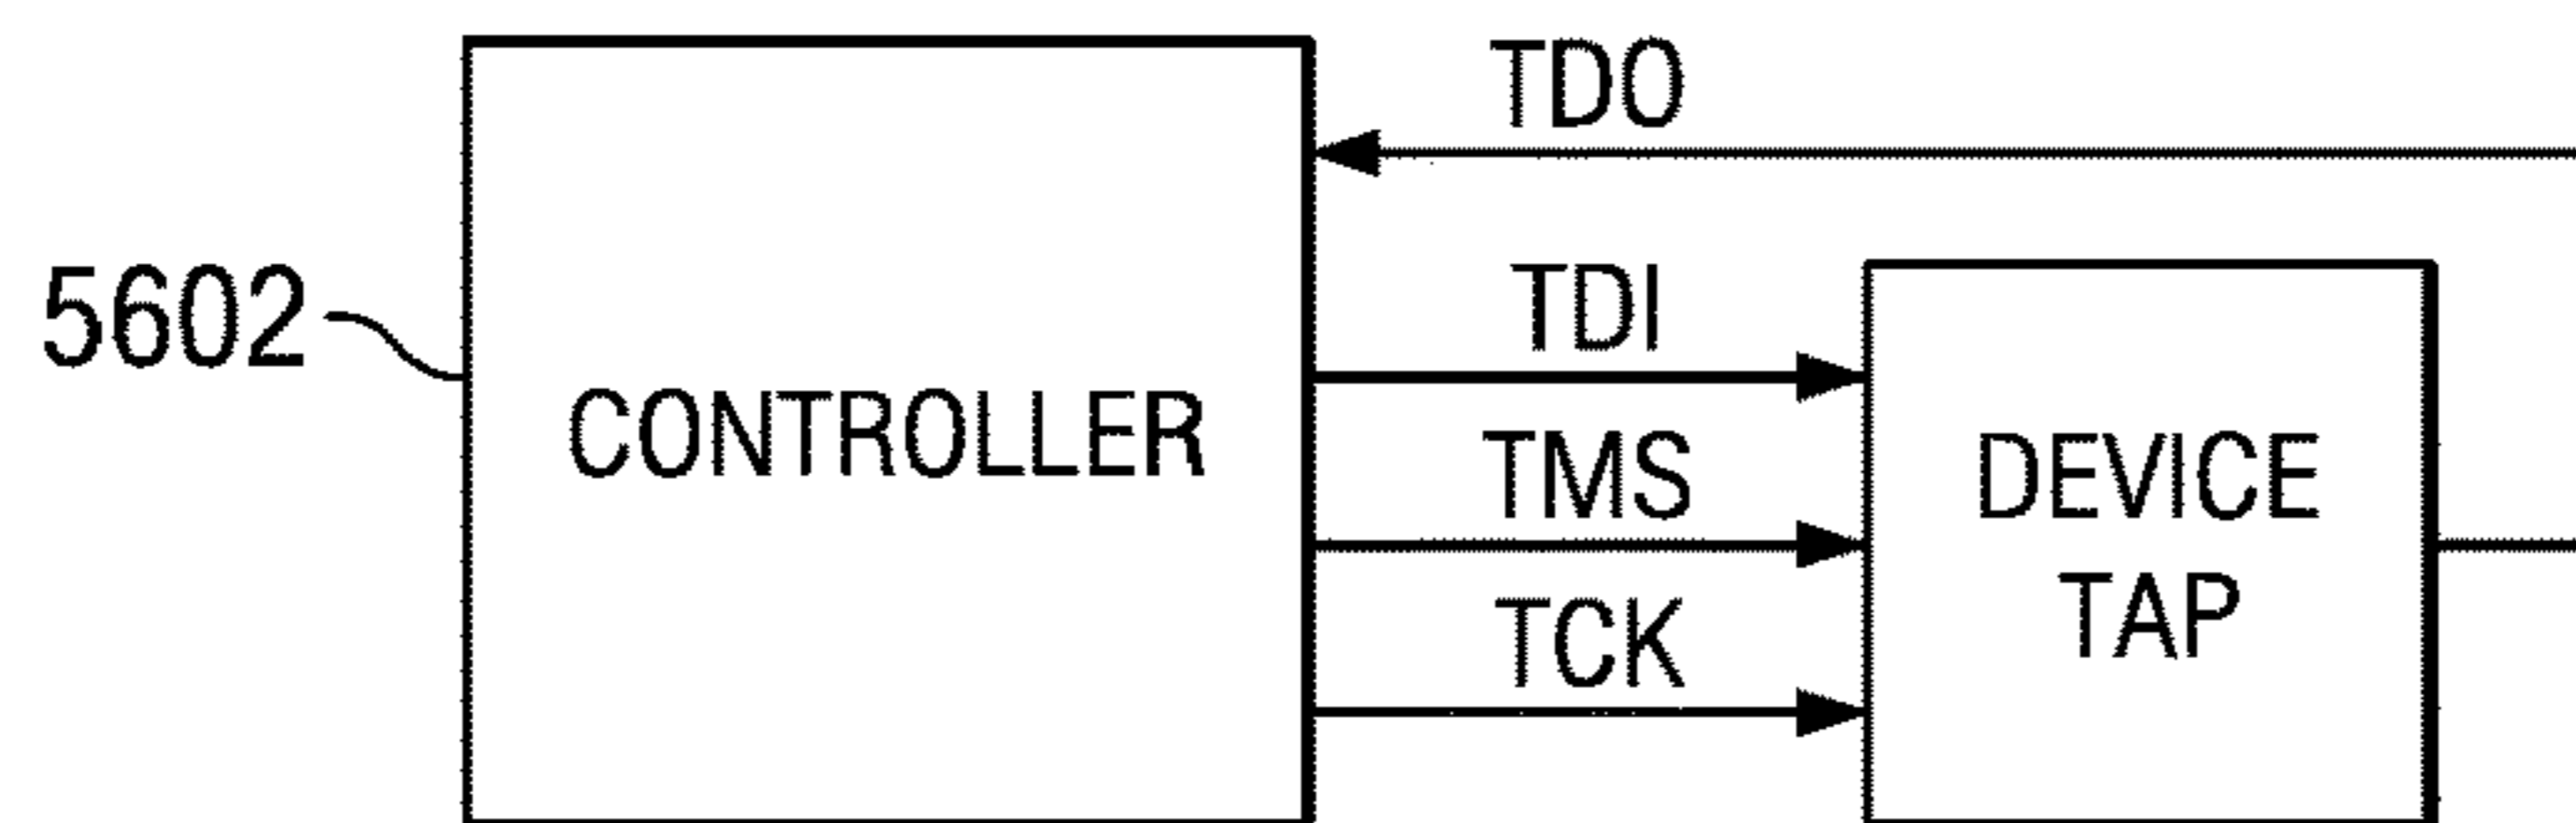 TDO
5602
CONTROLLER
TDI
TMS
TCK
DEVICE
TAP